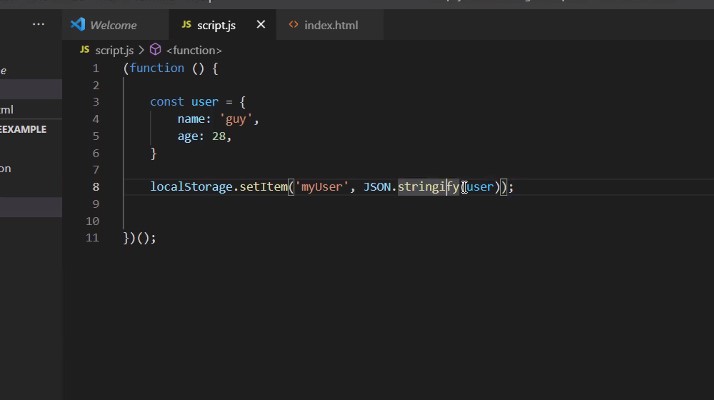 ... Welcome JS script.js × <> index.html
JS script.js > <function>
e
ml
EEXAMPLE
on
1 (function () {
2
3 const user = {
4 name: 'guy',
5 age: 28,
6 }
7
8 localStorage.setItem('myUser', JSON.stringify(user));
9
10
11 })();